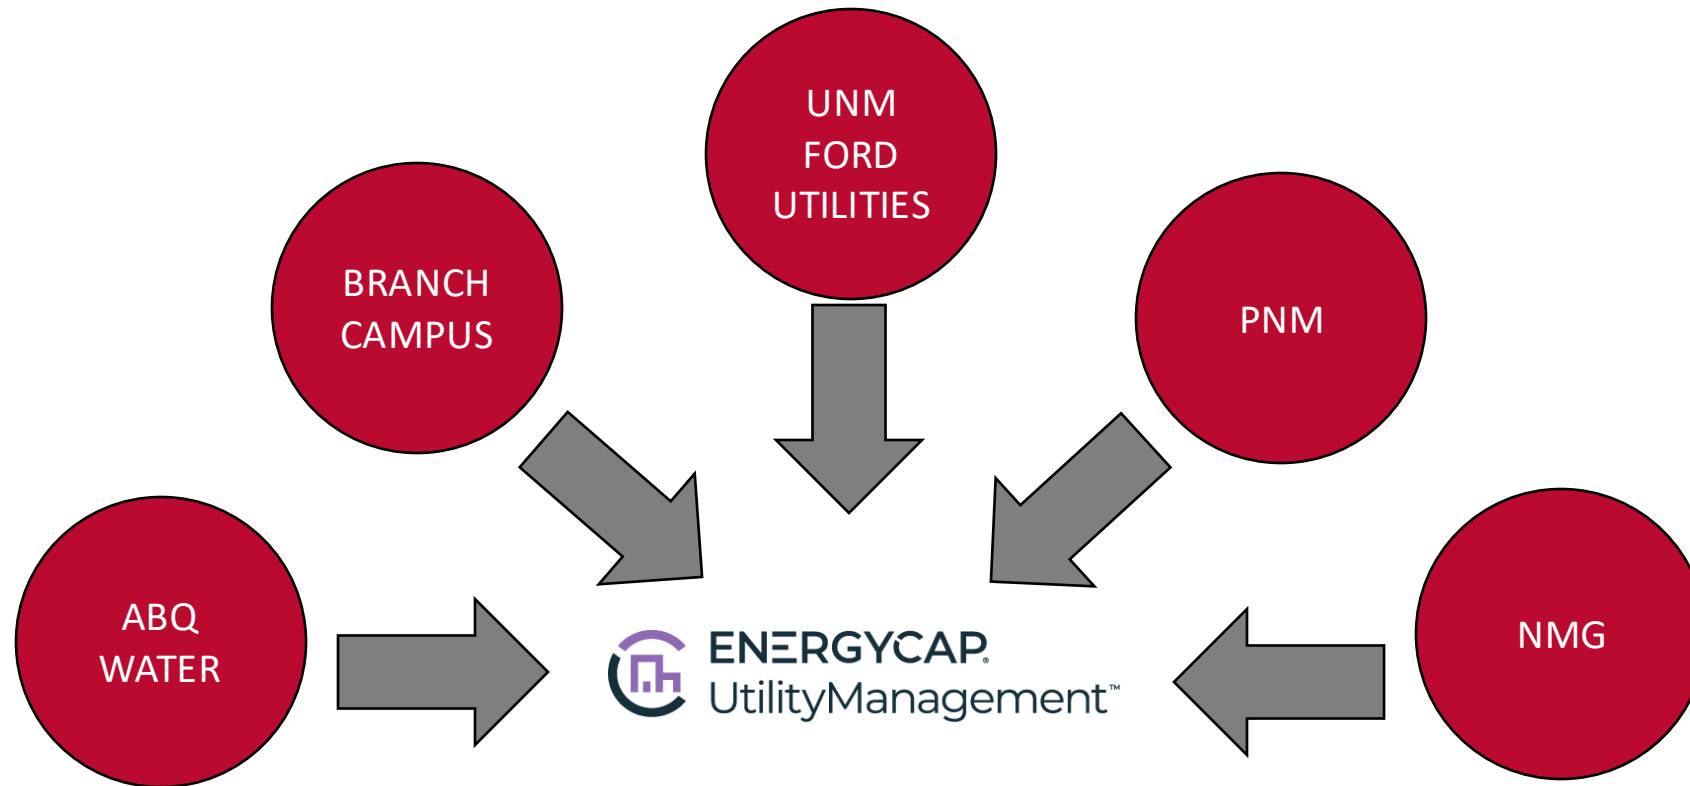 UNM
FORD
UTILITIES
BRANCH
CAMPUS
PNM
ABQ
WATER
NMG
ENERGYCAP®
UtilityManagement™